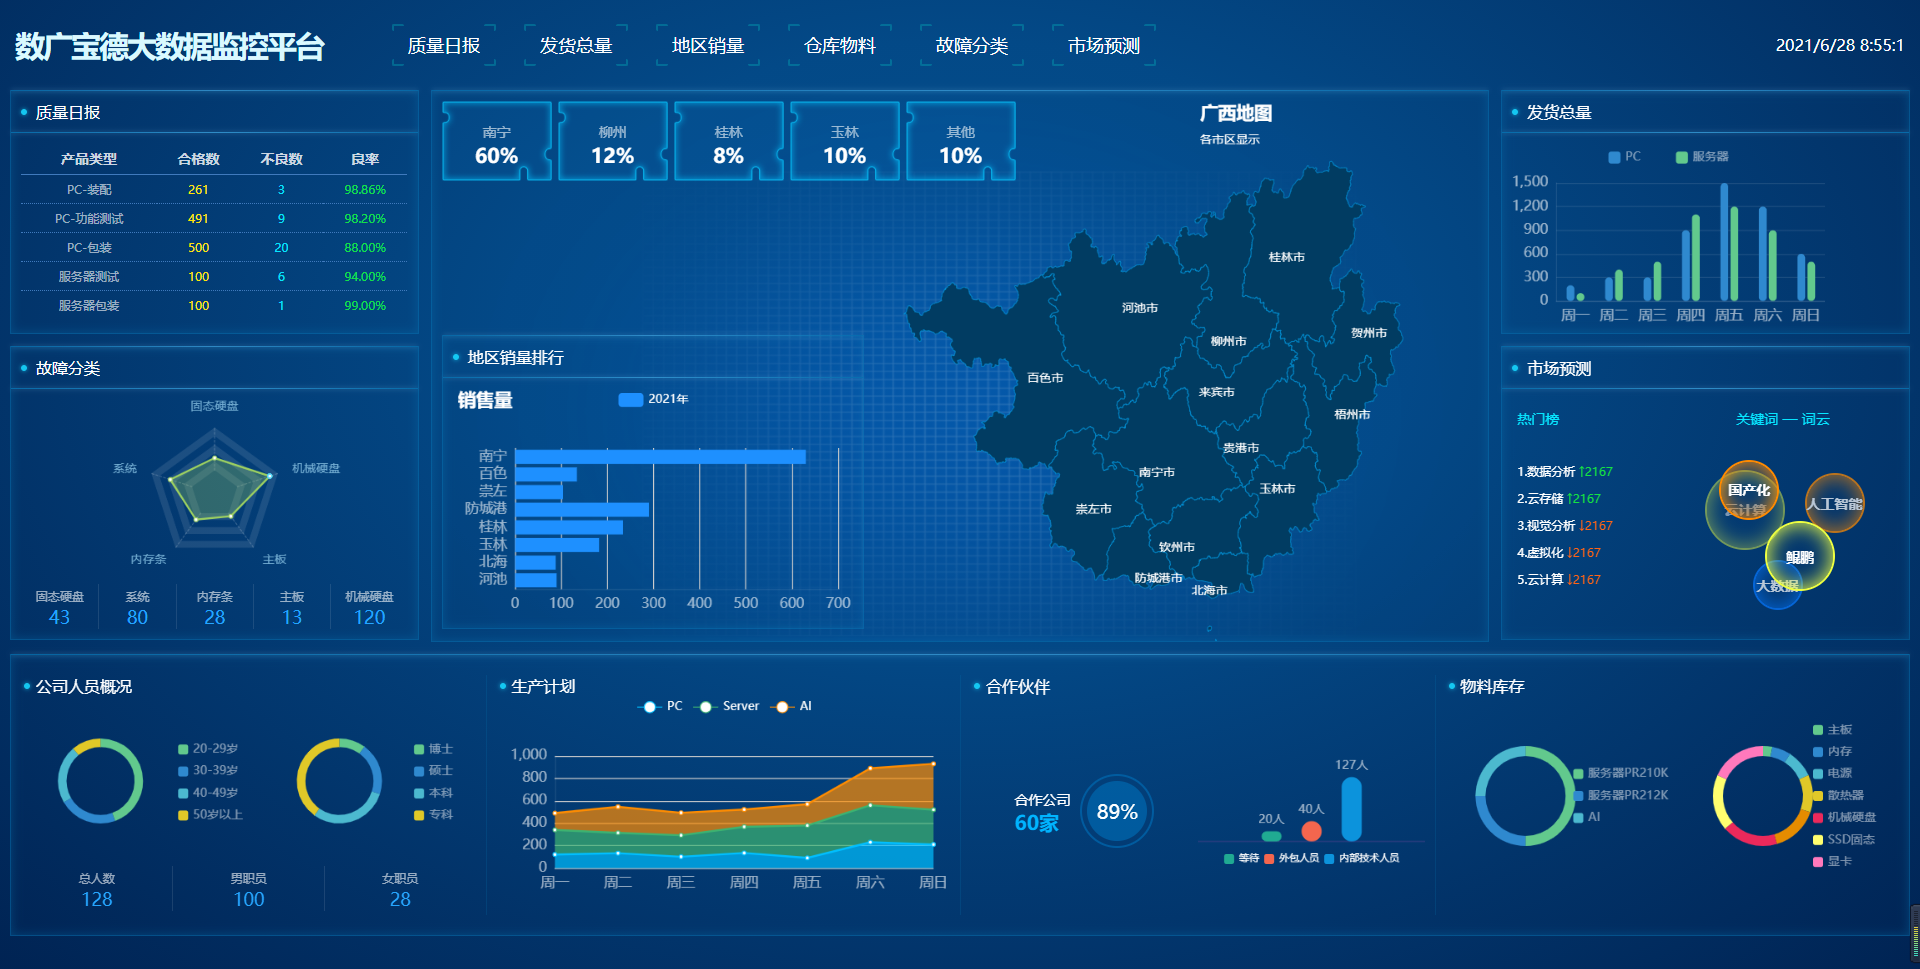 数广宝德大数据监控平台
质量日报 发货总量 地区销量 仓库物料 故障分类 市场预测
2021/6/28 8:55:1
质量日报
产品类型 合格数 不良数 良率
PC-装配 261 3 98.86%
PC-功能测试 491 9 98.20%
PC-包装 500 20 88.00%
服务器测试 100 6 94.00%
服务器包装 100 1 99.00%
故障分类
固态硬盘
系统 机械硬盘
内存条 主板
固态硬盘 系统 内存条 主板 机械硬盘
43 80 28 13 120
南宁 柳州 桂林 玉林 其他
60% 12% 8% 10% 10%
广西地图
各市区显示
桂林市
河池市
贺州市
柳州市
百色市
来宾市
梧州市
贵港市
南宁市
玉林市
崇左市
钦州市
防城港市
北海市
地区销量排行
销售量 2021年
南宁
百色
崇左
防城港
桂林
玉林
北海
河池
0 100 200 300 400 500 600 700
发货总量
PC 服务器
1,500
1,200
900
600
300
0
周一 周二 周三 周四 周五 周六 周日
市场预测
热门榜 关键词 — 词云
1.数据分析 ↑2167
2.云存储 ↑2167
3.视觉分析 ↓2167
4.虚拟化 ↓2167
5.云计算 ↓2167
国产化
云计算
人工智能
鲲鹏
大数据
公司人员概况
20-29岁
30-39岁
40-49岁
50岁以上
博士
硕士
本科
专科
总人数 男职员 女职员
128 100 28
生产计划
PC Server AI
1,000
800
600
400
200
0
周一 周二 周三 周四 周五 周六 周日
合作伙伴
合作公司
60家
89%
127人
40人
20人
等待 外包人员 内部技术人员
物料库存
服务器PR210K
服务器PR212K
AI
主板
内存
电源
散热器
机械硬盘
SSD固态
显卡